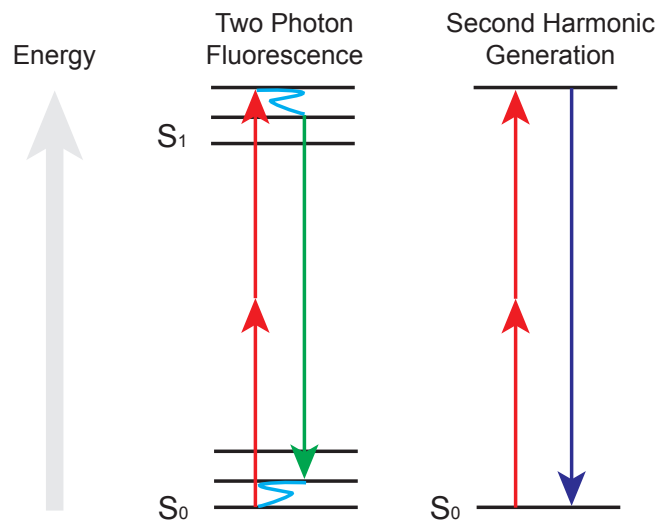 Energy
Two Photon
Fluorescence
Second Harmonic
Generation
S₁
S₀
S₀